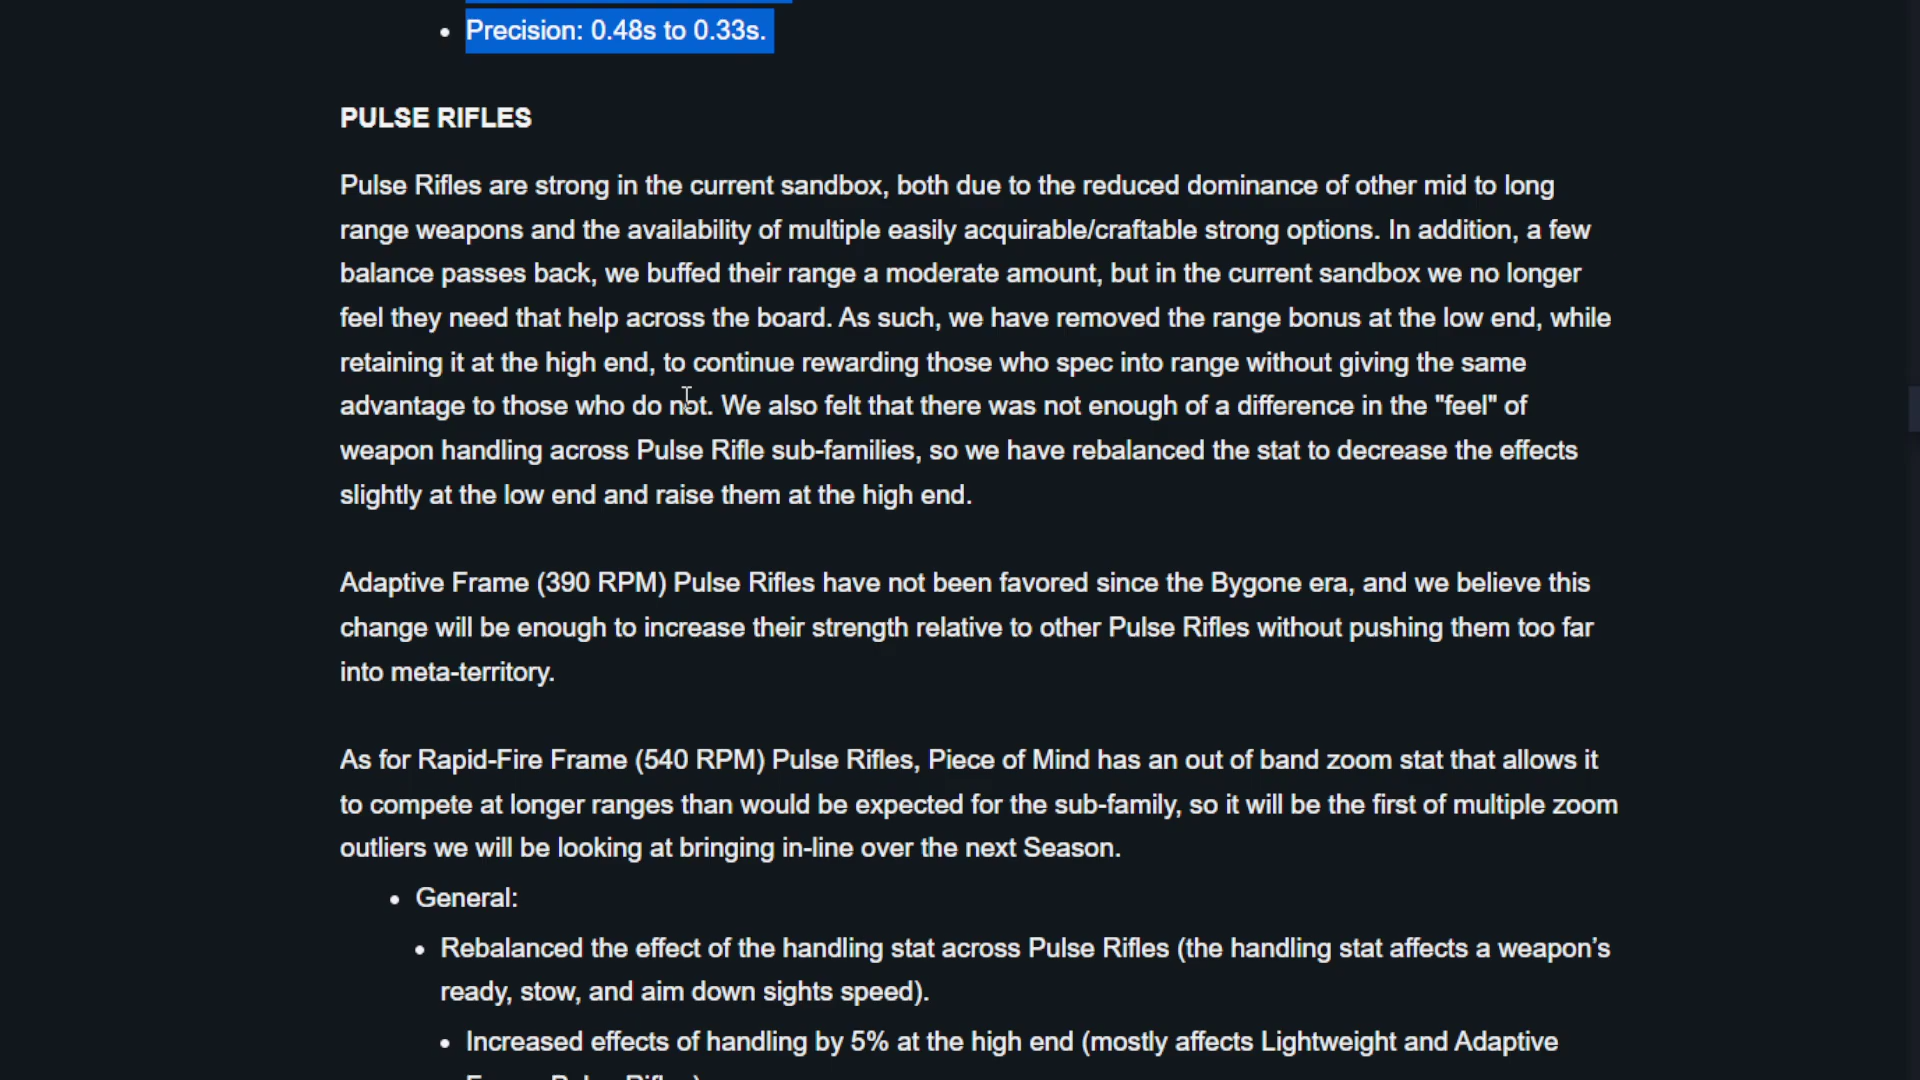 Precision: 0.48s to 0.33s.
PULSE RIFLES
Pulse Rifles are strong in the current sandbox, both due to the reduced dominance of other mid to long
range weapons and the availability of multiple easily acquirable/craftable strong options. In addition, a few
balance passes back, we buffed their range a moderate amount, but in the current sandbox we no longer
feel they need that help across the board. As such, we have removed the range bonus at the low end, while
retaining it at the high end, to continue rewarding those who spec into range without giving the same
advantage to those who do not. We also felt that there was not enough of a difference in the "feel" of
weapon handling across Pulse Rifle sub-families, so we have rebalanced the stat to decrease the effects
slightly at the low end and raise them at the high end.
Adaptive Frame (390 RPM) Pulse Rifles have not been favored since the Bygone era, and we believe this
change will be enough to increase their strength relative to other Pulse Rifles without pushing them too far
into meta-territory.
As for Rapid-Fire Frame (540 RPM) Pulse Rifles, Piece of Mind has an out of band zoom stat that allows it
to compete at longer ranges than would be expected for the sub-family, so it will be the first of multiple zoom
outliers we will be looking at bringing in-line over the next Season.
General:
Rebalanced the effect of the handling stat across Pulse Rifles (the handling stat affects a weapon’s
ready, stow, and aim down sights speed).
Increased effects of handling by 5% at the high end (mostly affects Lightweight and Adaptive